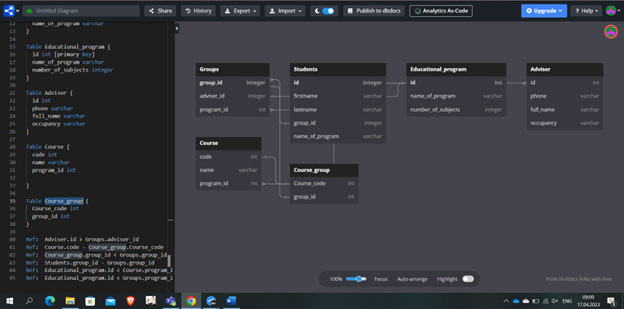 Untitled Diagram
Share
History
Export
Import
Publish to dbdocs
Analytics As-Code
Upgrade
Help
12 name_of_program varchar
13 }
14
15 Table Educational_program {
16 id int [primary key]
17 name_of_program varchar
18 number_of_subjects integer
19 }
20
21 Table Adviser {
22 id int
23 phone varchar
24 full_name varchar
25 occupancy varchar
26 }
27
28 Table Course {
29 code int
30 name varchar
31 program_id int
32
33 }
34
35 Table Course_group {
36 Course_code int
37 group_id int
38 }
39
40 Ref: Adviser.id > Groups.adviser_id
41 Ref: Course.code - Course_group.Course_code
42 Ref: Course_group.group_id < Groups.group_id
43 Ref: Students.group_id - Groups.group_id
44 Ref: Educational_program.id < Course.program_i
45 Ref: Educational_program.id < Groups.program_i
Groups
group_id integer
adviser_id integer
program_id int
Students
id integer
firstname varchar
lastname varchar
group_id integer
name_of_program varchar
Educational_program
id int
name_of_program varchar
number_of_subjects integer
Adviser
id int
phone varchar
full_name varchar
occupancy varchar
Course
code int
name varchar
program_id int
Course_group
Course_code int
group_id int
100%
Focus
Auto-arrange
Highlight
From Holistics folks with love
ENG
09:09
17.04.2023